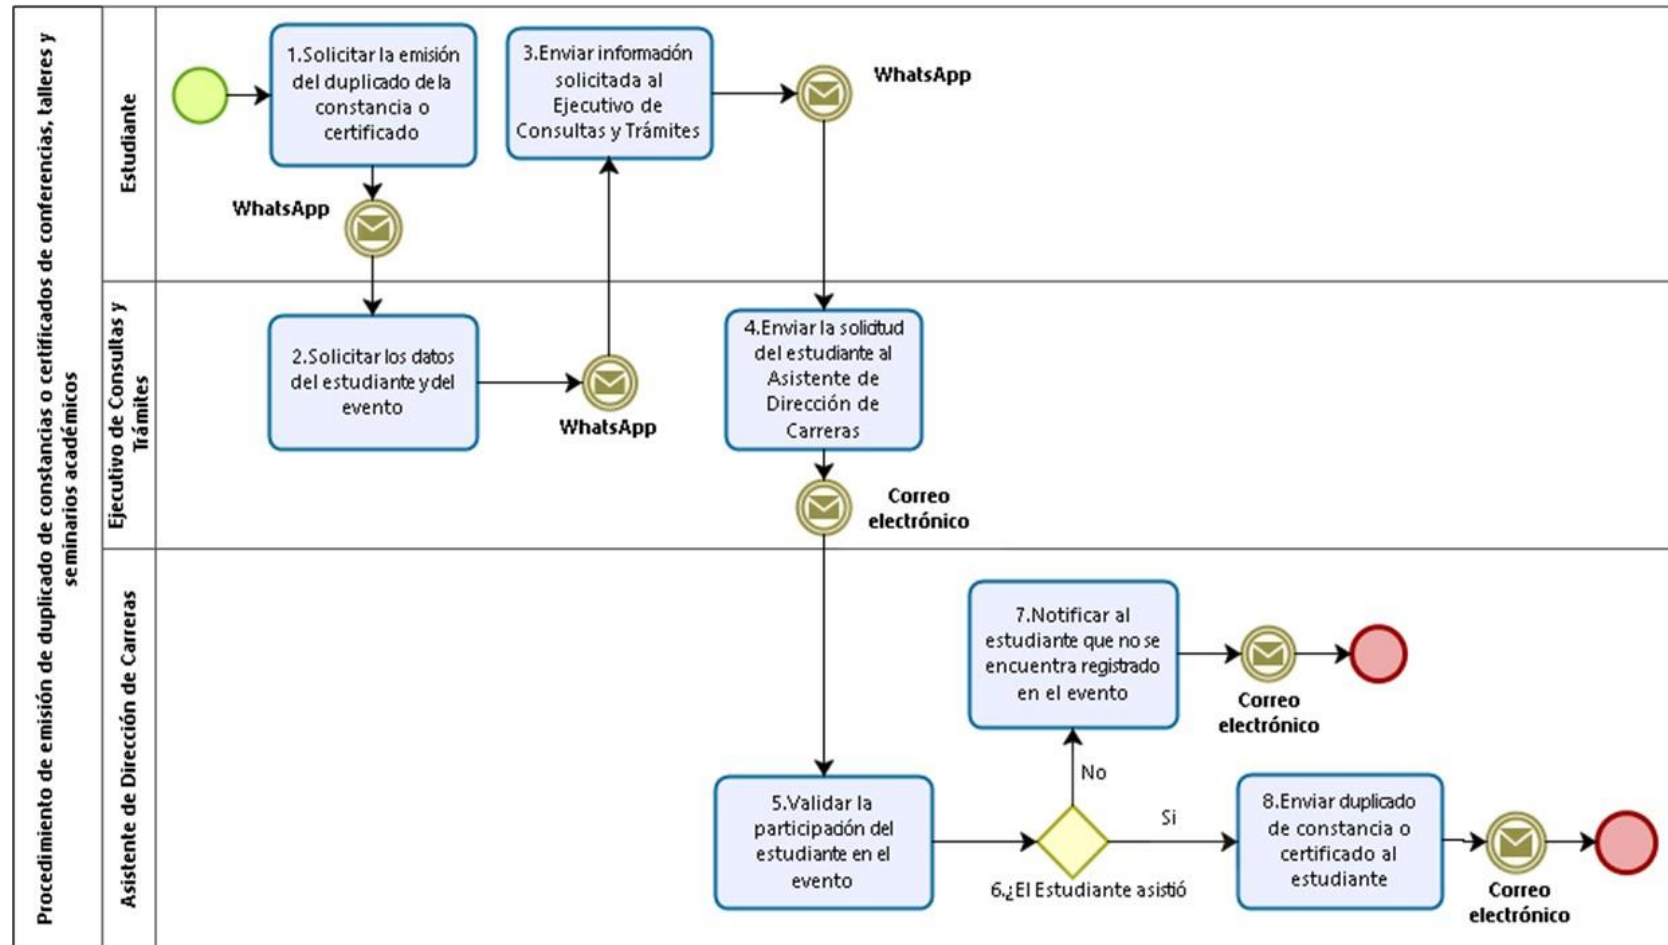 Procedimiento de emisión de duplicado de constancias o certificados de conferencias, talleres y
seminarios académicos
Estudiante
1.Solicitar la emisión
del duplicado de la
constancia o
certificado
WhatsApp
3.Enviar información
solicitada al
Ejecutivo de
Consultas y Trámites
WhatsApp
Ejecutivo de Consultas y
Trámites
2.Solicitar los datos
del estudiante y del
evento
WhatsApp
4.Enviar la solicitud
del estudiante al
Asistente de
Dirección de
Carreras
Correo
electrónico
Asistente de Dirección de Carreras
5.Validar la
participación del
estudiante en el
evento
6.¿El Estudiante asistió
No
7.Notificar al
estudiante que no se
encuentra registrado
en el evento
Correo
electrónico
Si
8.Enviar duplicado
de constancia o
certificado al
estudiante
Correo
electrónico